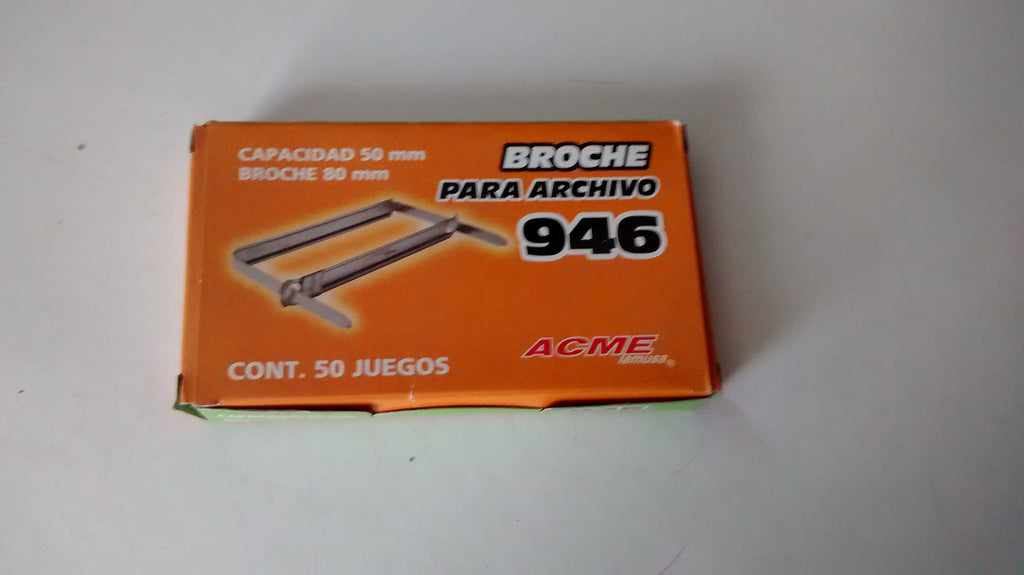 CAPACIDAD 50 mm
BROCHE 80 mm
BROCHE
PARA ARCHIVO
946
ACME
lamusa®
CONT. 50 JUEGOS